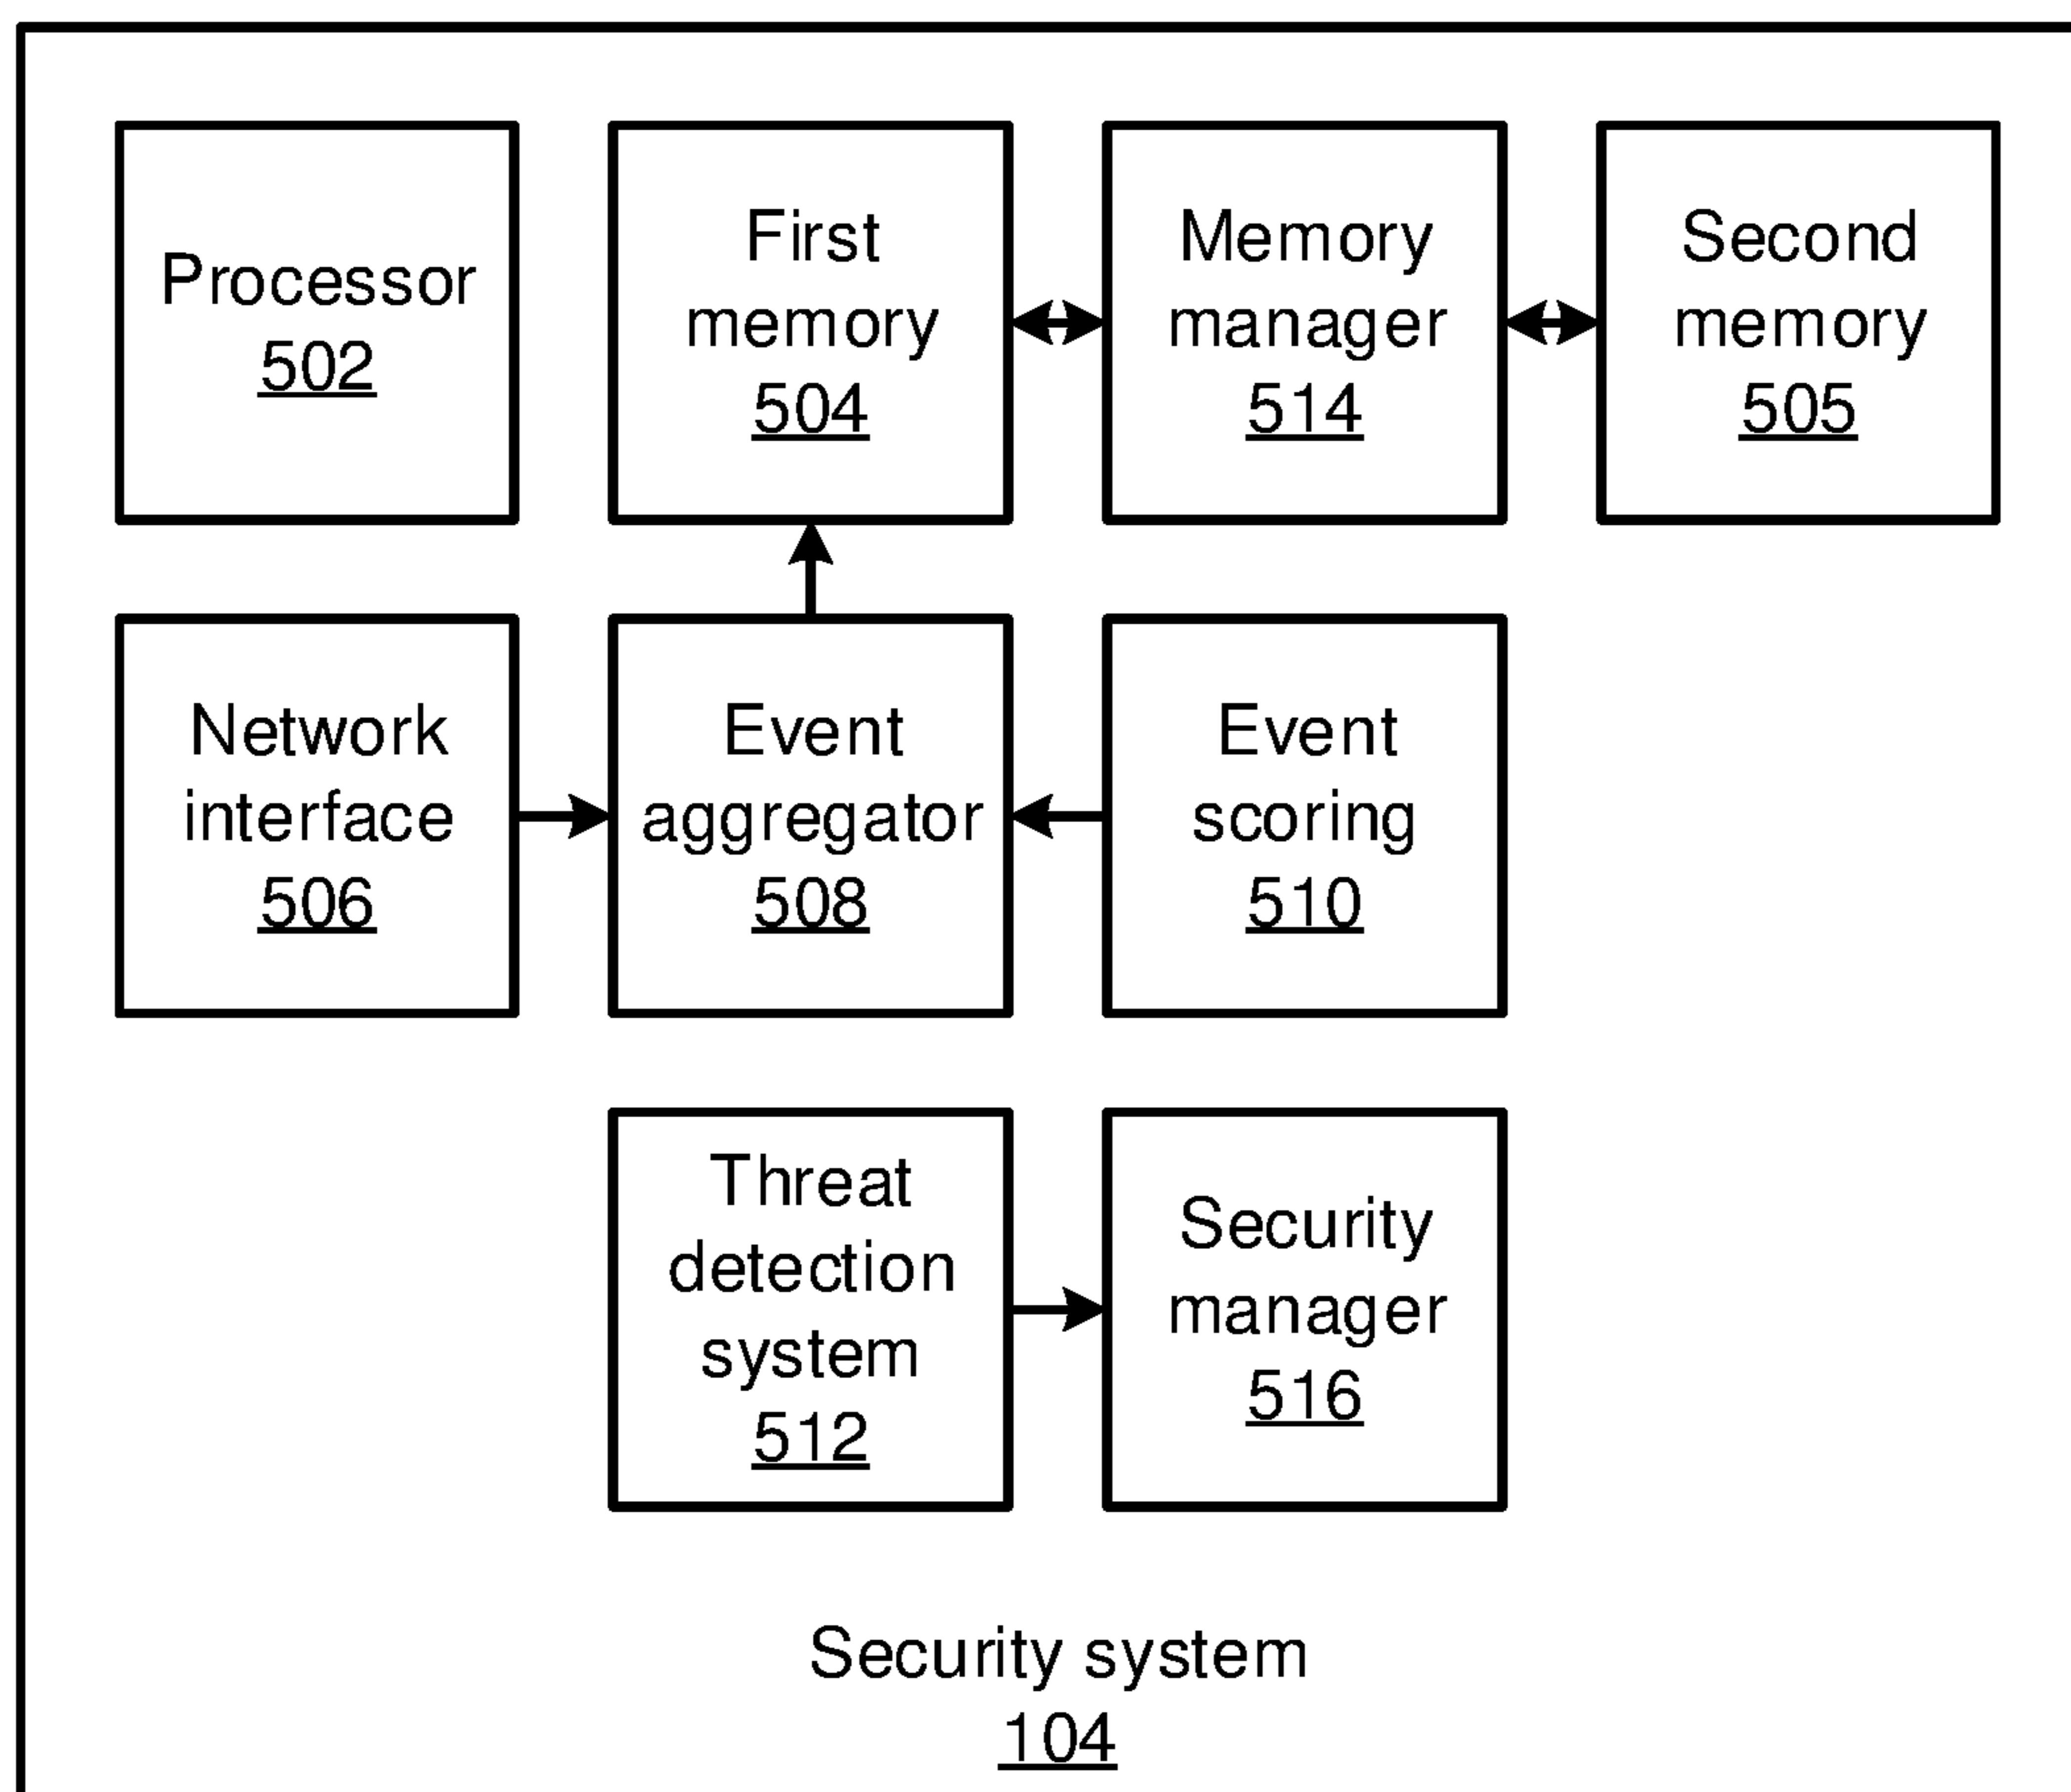 Processor
502
First
memory
504
Memory
manager
514
Second
memory
505
Network
interface
506
Event
aggregator
508
Event
scoring
510
Threat
detection
system
512
Security
manager
516
Security system
104